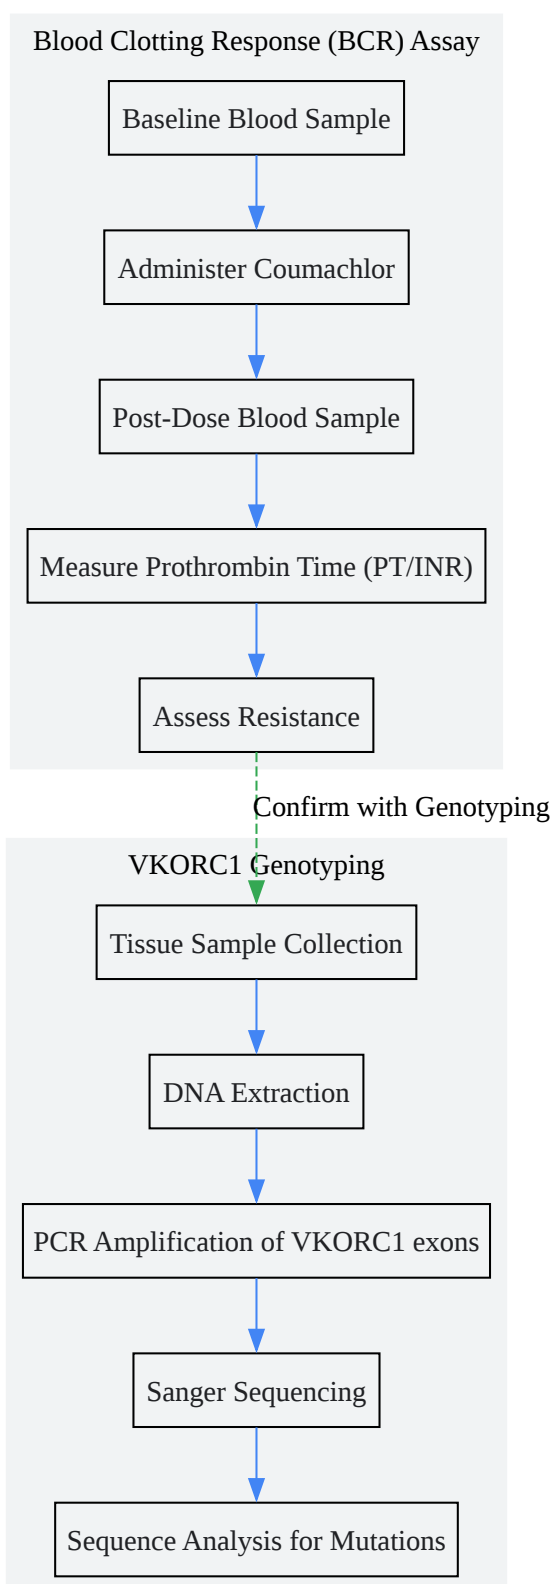 Blood Clotting Response (BCR) Assay
Baseline Blood Sample
Administer Coumachlor
Post-Dose Blood Sample
Measure Prothrombin Time (PT/INR)
Assess Resistance
Confirm with Genotyping
VKORC1 Genotyping
Tissue Sample Collection
DNA Extraction
PCR Amplification of VKORC1 exons
Sanger Sequencing
Sequence Analysis for Mutations